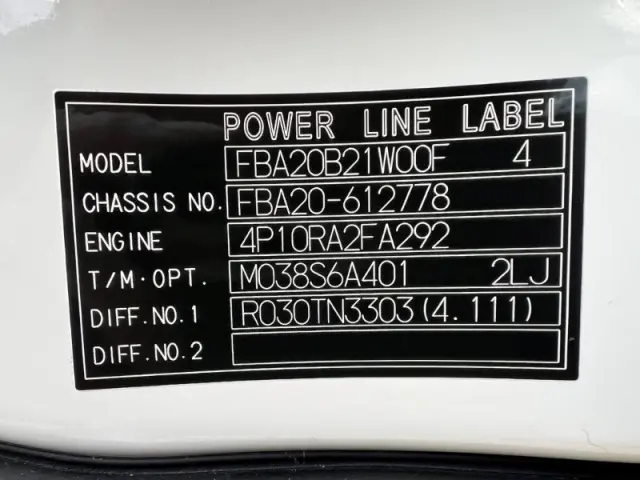 POWER LINE LABEL
MODEL FBA20B21W00F 4
CHASSIS NO. FBA20-612778
ENGINE 4P10RA2FA292
T/M·OPT. M038S6A401 2LJ
DIFF.NO.1 R030TN3303(4.111)
DIFF.NO.2